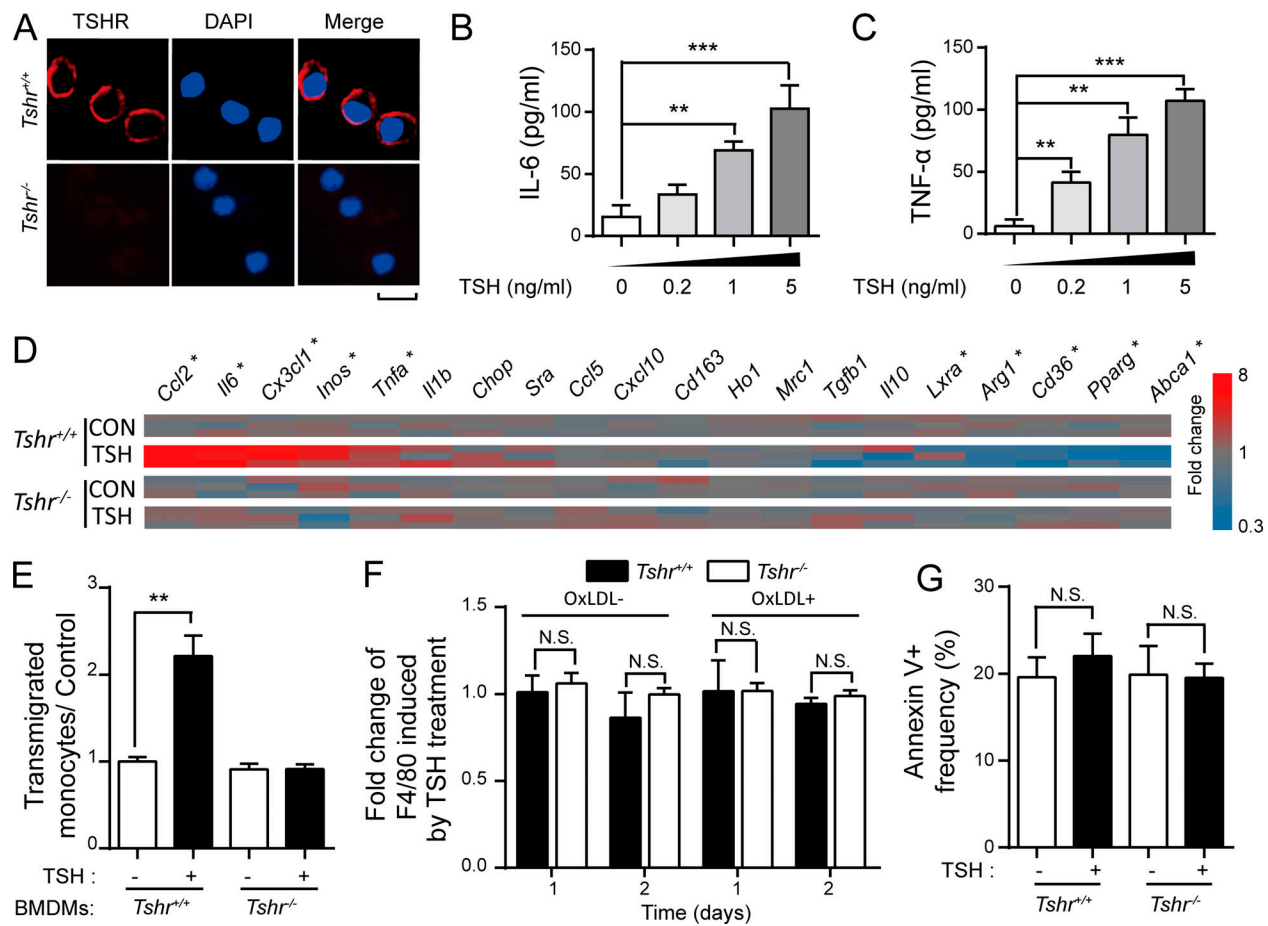 A
TSHR DAPI Merge
Tshr+/+
Tshr-/-
B
IL-6 (pg/ml)
150
100
50
0
***
**
TSH (ng/ml) 0 0.2 1 5
C
TNF-α (pg/ml)
150
100
50
0
***
**
**
TSH (ng/ml) 0 0.2 1 5
D
Ccl2 * Il6 * Cx3cl1 * Inos * Tnfa * Il1b Chop Sra Ccl5 Cxcl10 Cd163 Ho1 Mrc1 Tgfb1 Il10 Lxra * Arg1 * Cd36 * Pparg * Abca1 *
Tshr+/+ CON
TSH
Tshr-/- CON
TSH
8
1
0.3
Fold change
E
Transmigrated
monocytes/ Control
3
2
1
0
**
TSH : - + - +
BMDMs: Tshr+/+ Tshr-/-
F
Tshr+/+ Tshr-/-
OxLDL- OxLDL+
Fold change of
F4/80 induced
by TSH treatment
1.5
1.0
0.5
0.0
N.S. N.S. N.S. N.S.
1 2 1 2
Time (days)
G
Annexin V+
frequency (%)
30
20
10
0
N.S. N.S.
TSH : - + - +
Tshr+/+ Tshr-/-